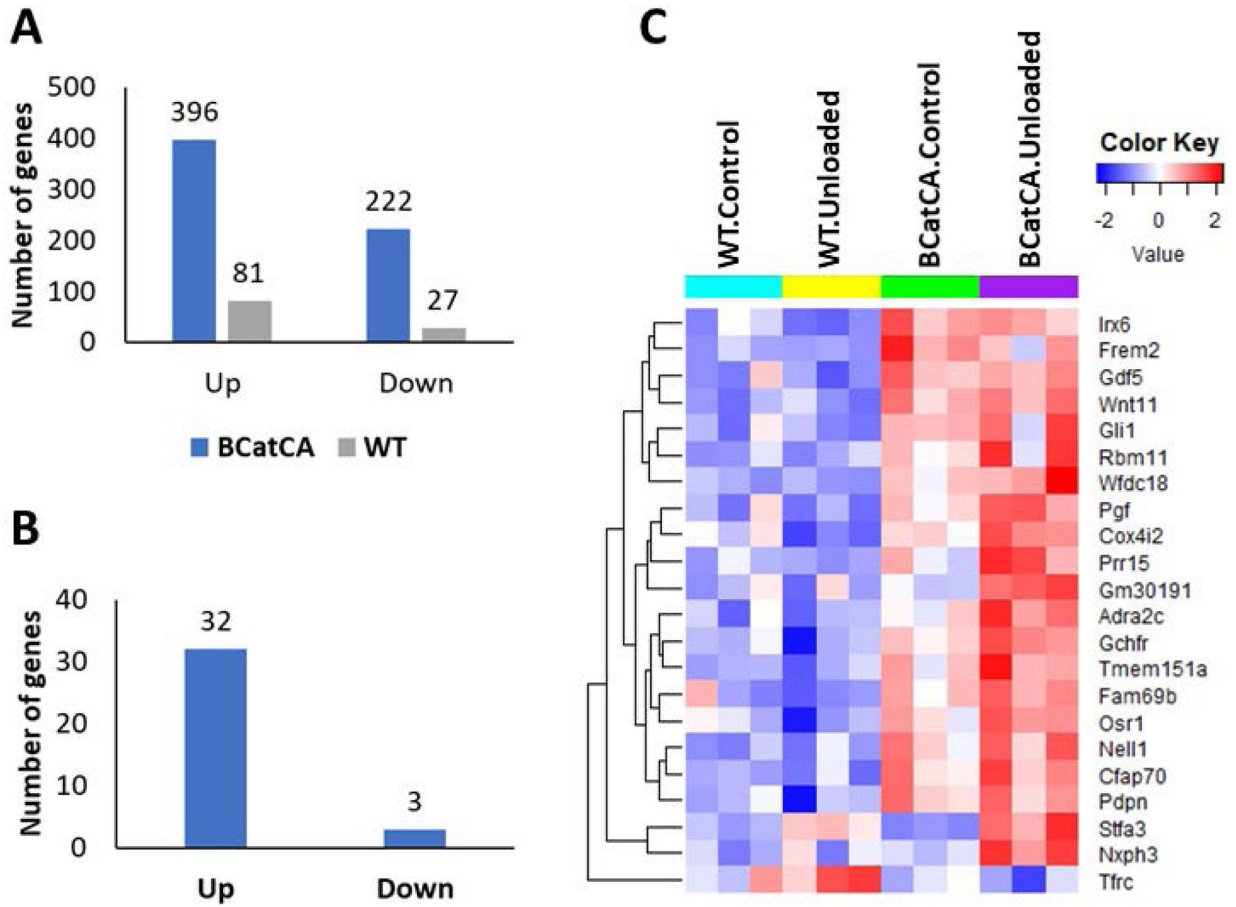 A
Number of genes
500
400
300
200
100
0
396
81
222
27
Up
Down
BCatCA
WT
B
Number of genes
40
30
20
10
0
32
3
Up
Down
C
WT.Control
WT.Unloaded
BCatCA.Control
BCatCA.Unloaded
Color Key
-2 0 2
Value
Irx6
Frem2
Gdf5
Wnt11
Gli1
Rbm11
Wfdc18
Pgf
Cox4i2
Prr15
Gm30191
Adra2c
Gchfr
Tmem151a
Fam69b
Osr1
Nell1
Cfap70
Pdpn
Stfa3
Nxph3
Tfrc